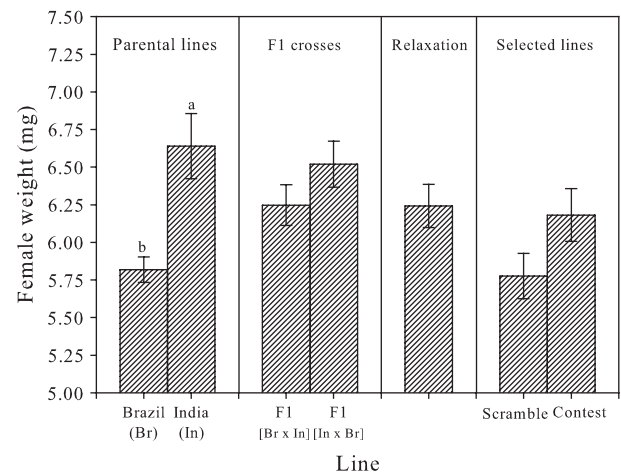 Female weight (mg)
7.50
7.25
7.00
6.75
6.50
6.25
6.00
5.75
5.50
5.25
5.00
Parental lines
F1 crosses
Relaxation
Selected lines
b
a
Brazil India
(Br) (In)
F1 F1
[Br x In] [In x Br]
Scramble Contest
Line